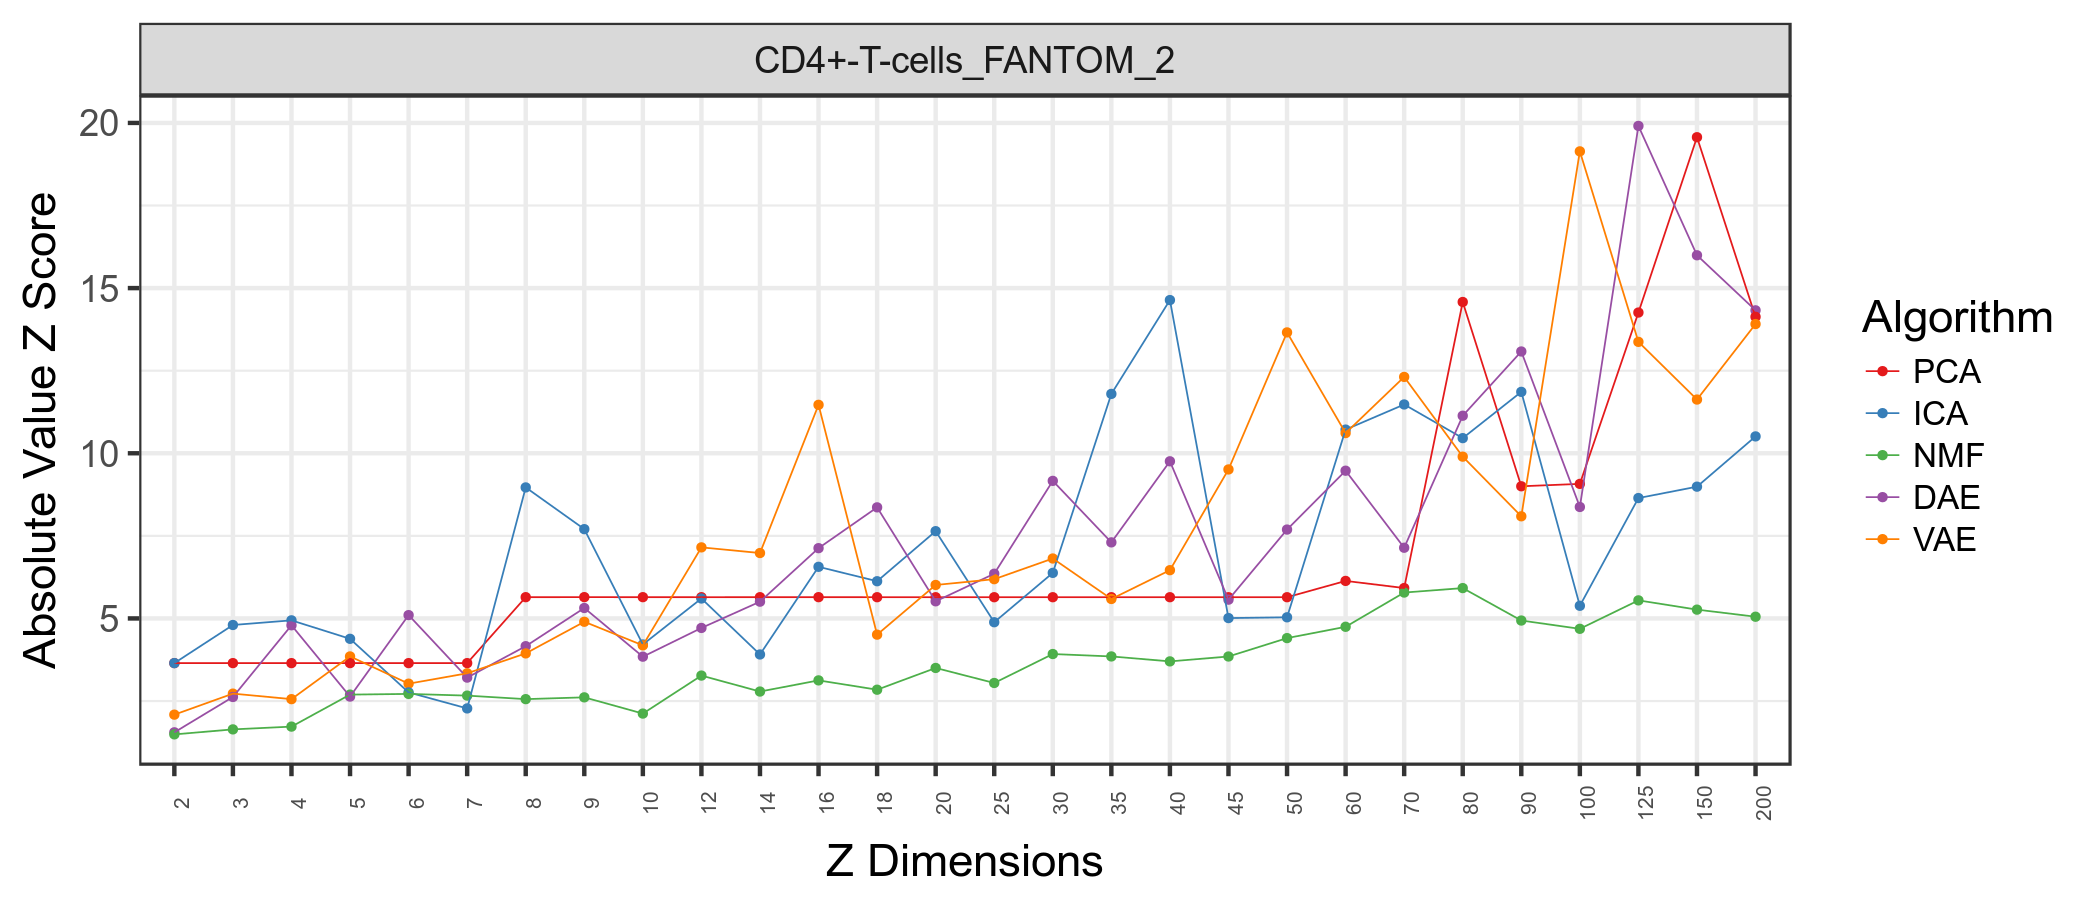 CD4+-T-cells_FANTOM_2
Absolute Value Z Score
20
15
10
5
2 3 4 5 6 7 8 9 10 12 14 16 18 20 25 30 35 40 45 50 60 70 80 90 100 125 150 200
Z Dimensions
Algorithm
PCA
ICA
NMF
DAE
VAE